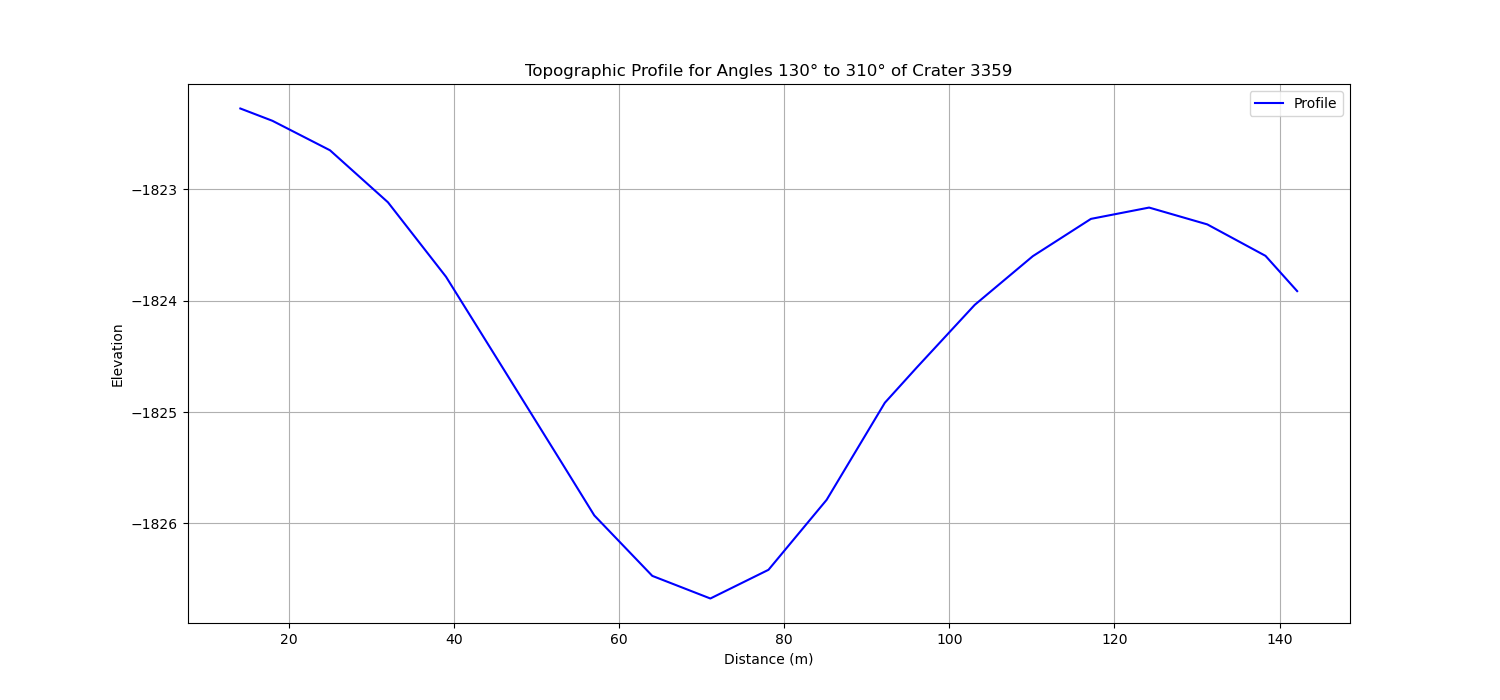 Topographic Profile for Angles 130° to 310° of Crater 3359
Profile
−1823
−1824
−1825
−1826
Elevation
20 40 60 80 100 120 140
Distance (m)